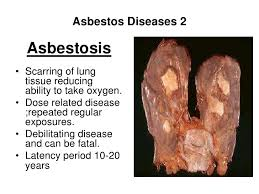 Asbestos Diseases 2
Asbestosis
• Scarring of lung
tissue reducing
ability to take oxygen.
• Dose related disease
;repeated regular
exposures.
• Debilitating disease
and can be fatal.
• Latency period 10-20
years